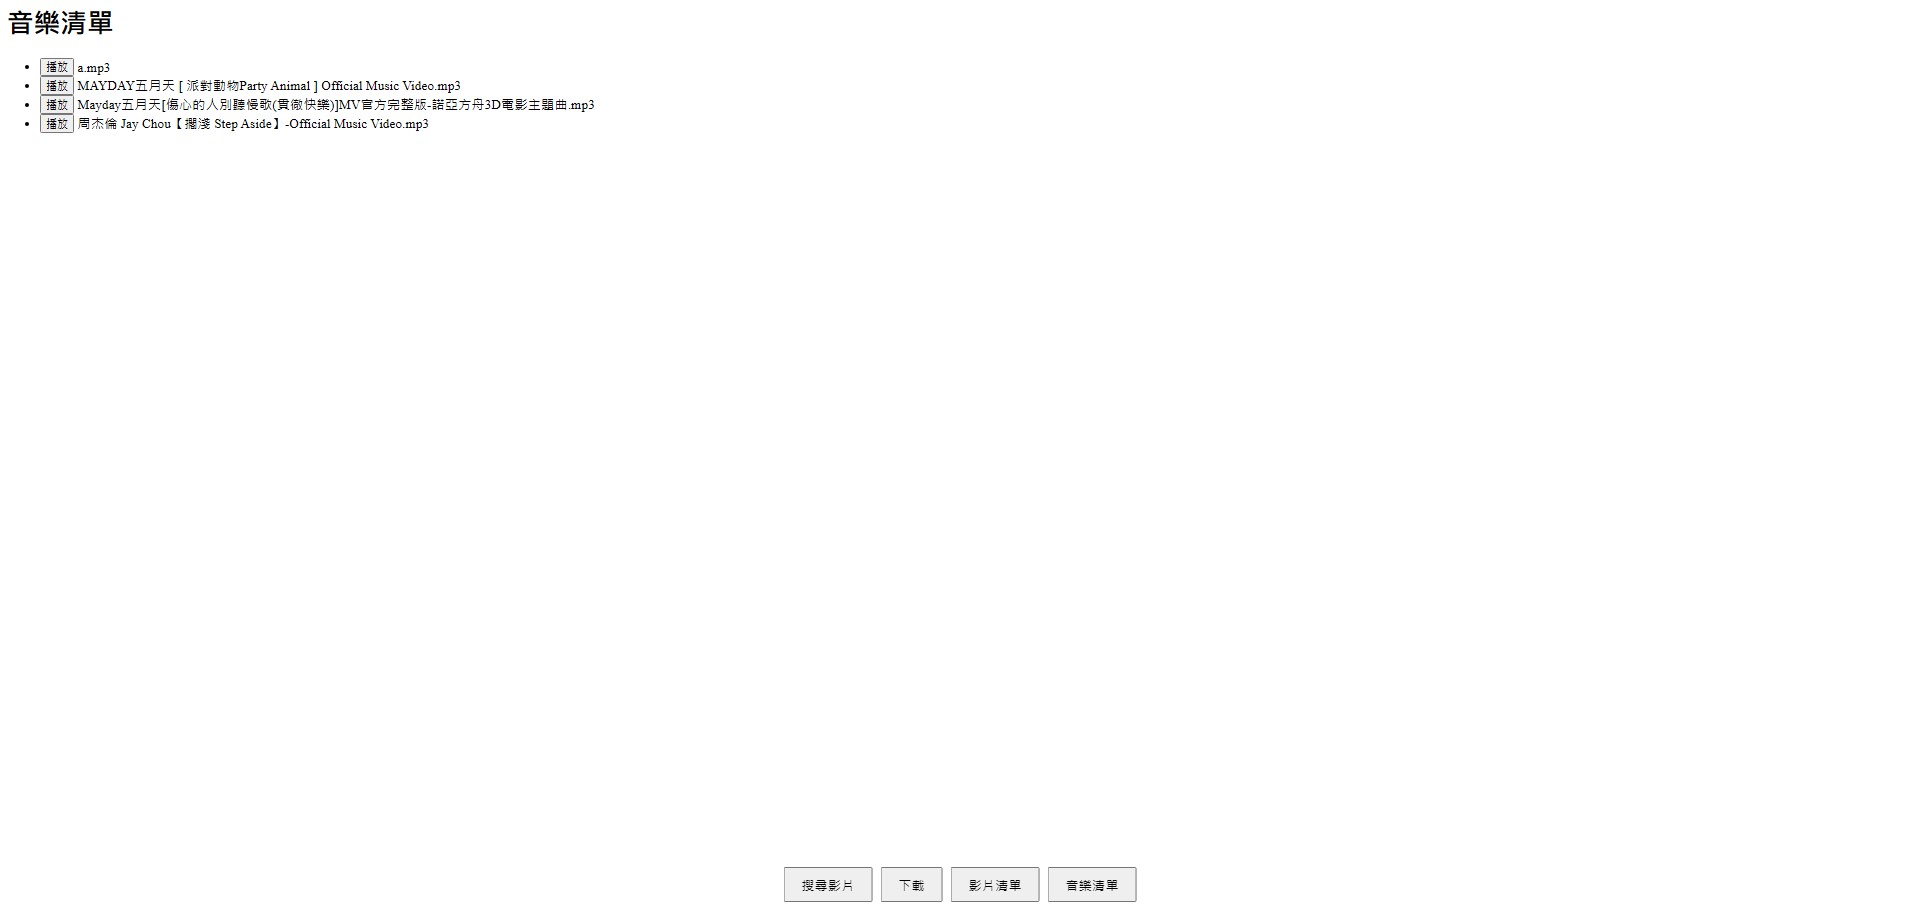 音樂清單
播放 a.mp3
播放 MAYDAY五月天 [ 派對動物Party Animal ] Official Music Video.mp3
播放 Mayday五月天[傷心的人別聽慢歌(貫徹快樂)]MV官方完整版-諾亞方舟3D電影主題曲.mp3
播放 周杰倫 Jay Chou【擱淺 Step Aside】-Official Music Video.mp3
搜尋影片 下載 影片清單 音樂清單